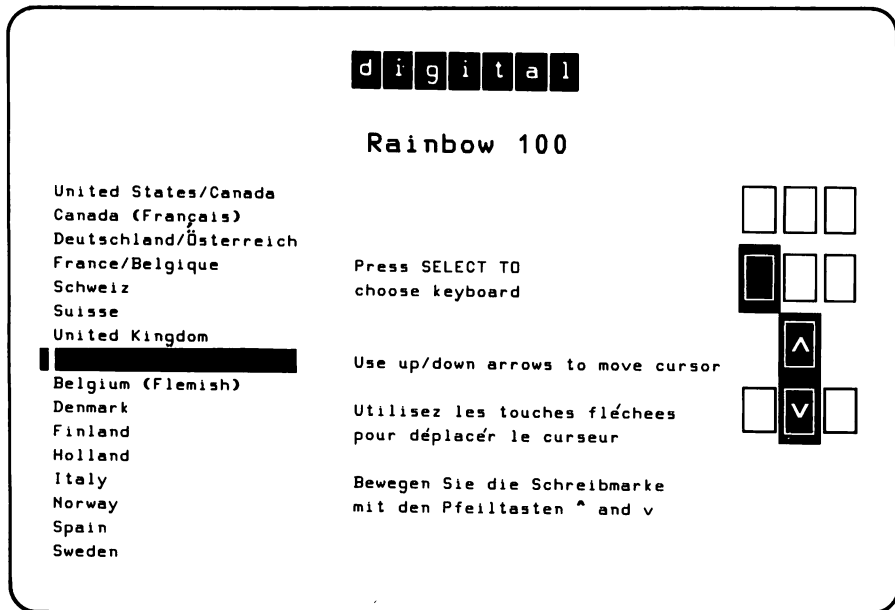 digital
Rainbow 100
United States/Canada
Canada (Français)
Deutschland/Österreich
France/Belgique
Schweiz
Suisse
United Kingdom
Belgium (Flemish)
Denmark
Finland
Holland
Italy
Norway
Spain
Sweden
Press SELECT TO
choose keyboard
Use up/down arrows to move cursor
Utilisez les touches fléchees
pour déplacér le curseur
Bewegen Sie die Schreibmarke
mit den Pfeiltasten ^ and v
^
v